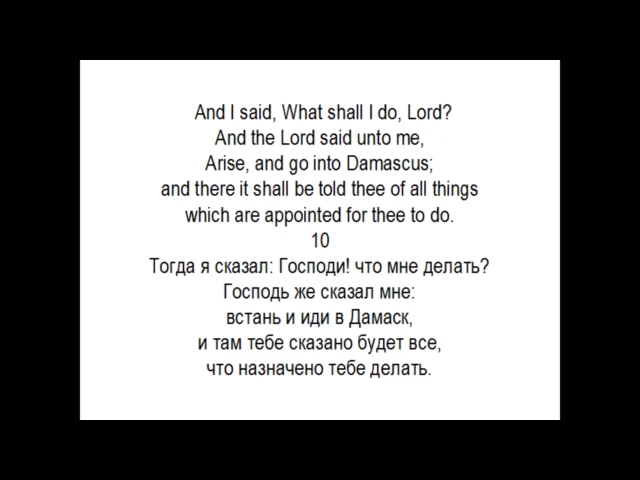 And I said, What shall I do, Lord?
And the Lord said unto me,
Arise, and go into Damascus;
and there it shall be told thee of all things
which are appointed for thee to do.
10
Тогда я сказал: Господи! что мне делать?
Господь же сказал мне:
встань и иди в Дамаск,
и там тебе сказано будет все,
что назначено тебе делать.